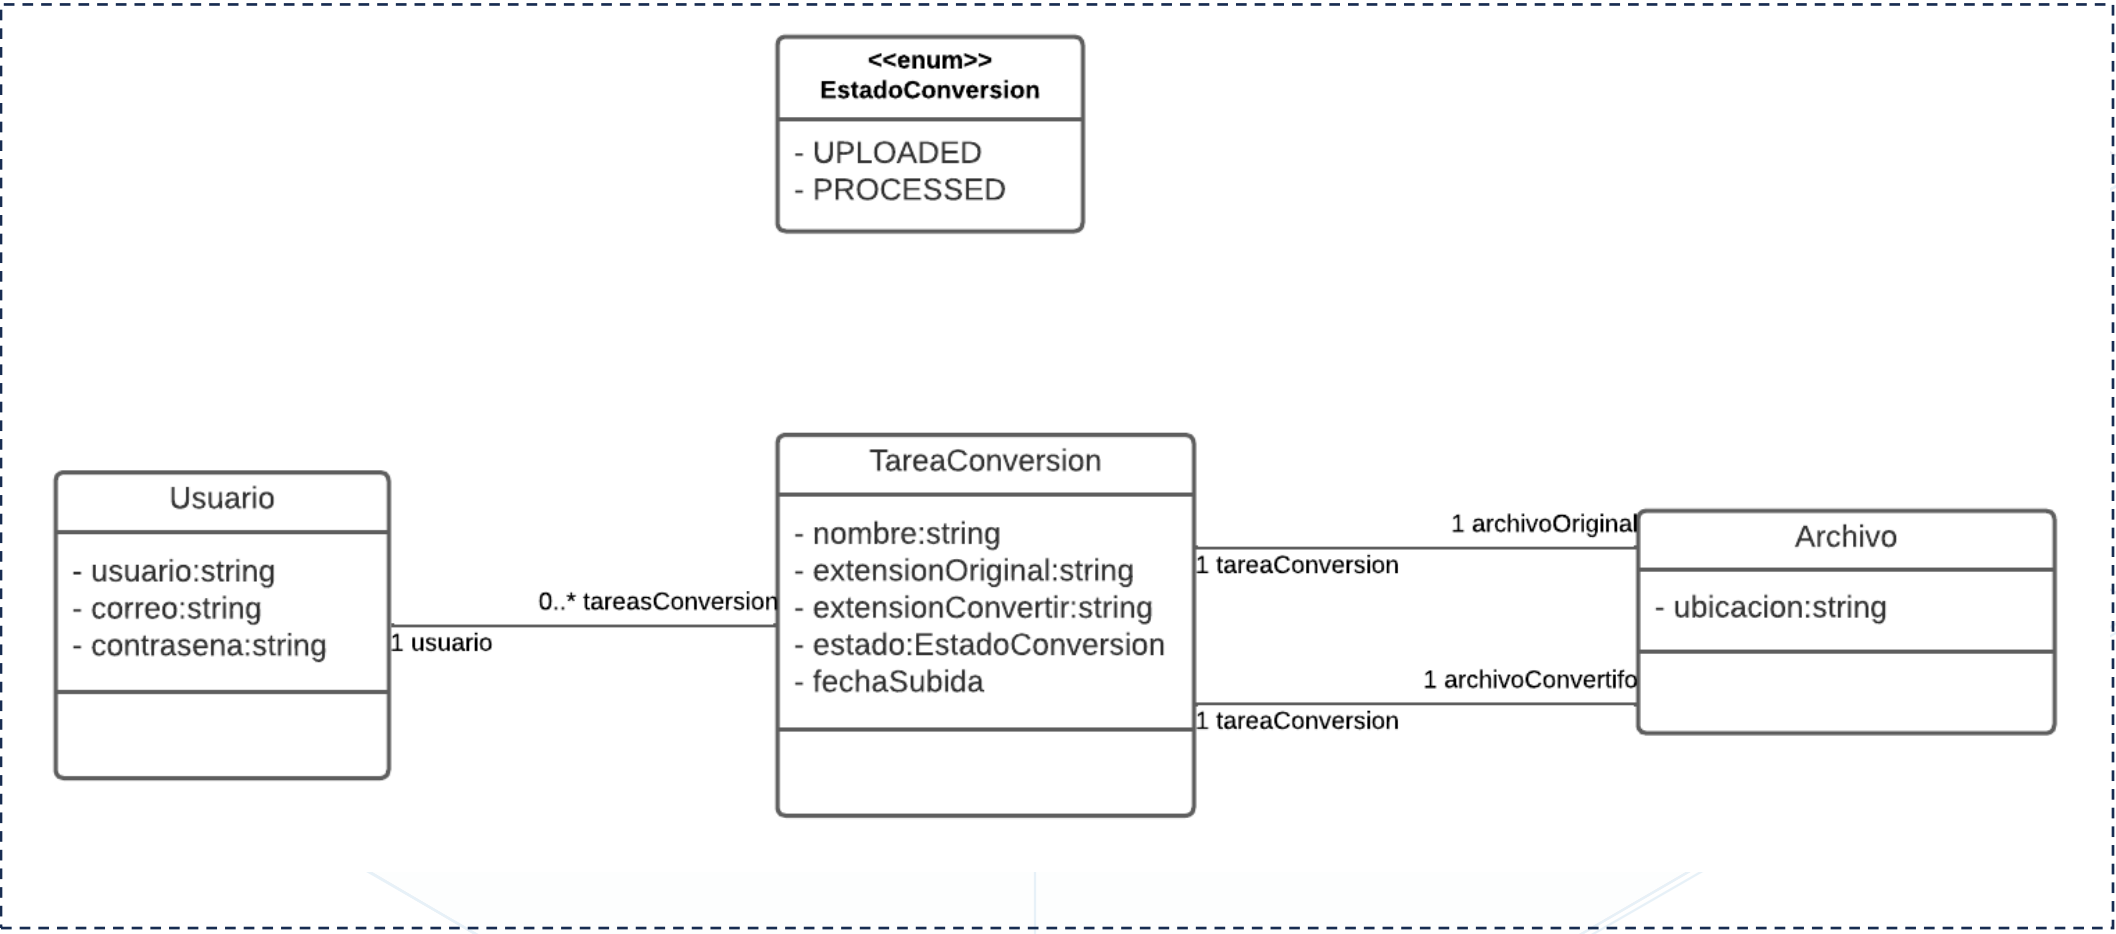 <<enum>>
EstadoConversion
- UPLOADED
- PROCESSED
Usuario
- usuario:string
- correo:string
- contrasena:string
0..* tareasConversion
1 usuario
TareaConversion
- nombre:string
- extensionOriginal:string
- extensionConvertir:string
- estado:EstadoConversion
- fechaSubida
1 archivoOriginal
1 tareaConversion
1 archivoConvertifo
1 tareaConversion
Archivo
- ubicacion:string